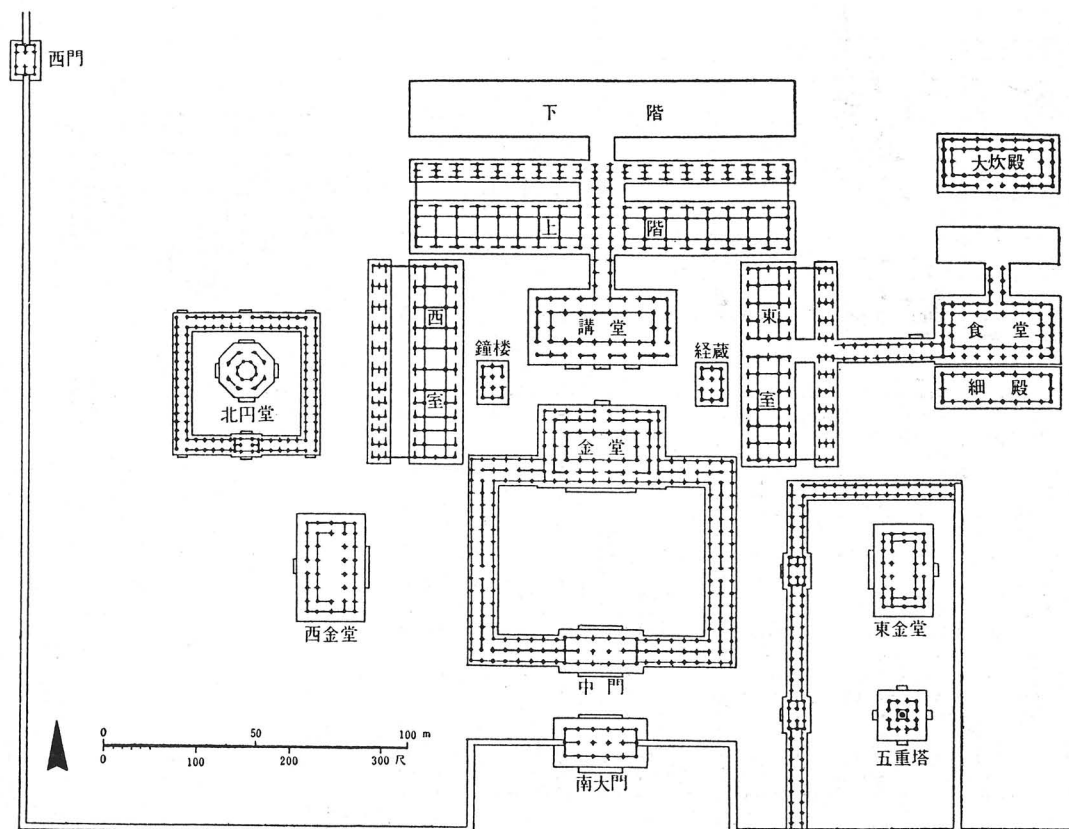 西門
下 階
大炊殿
上 階
西 室
講堂
東 室
食堂
鐘楼
経蔵
細殿
北円堂
金堂
西金堂
東金堂
中門
五重塔
南大門
0 50 100 m
0 100 200 300 尺